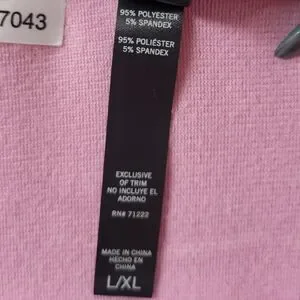 7043
95% POLYESTER
5% SPANDEX
95% POLIÉSTER
5% SPANDEX
EXCLUSIVE
OF TRIM
NO INCLUYE EL
ADORNO
RN# 71222
MADE IN CHINA
HECHO EN
CHINA
L/XL